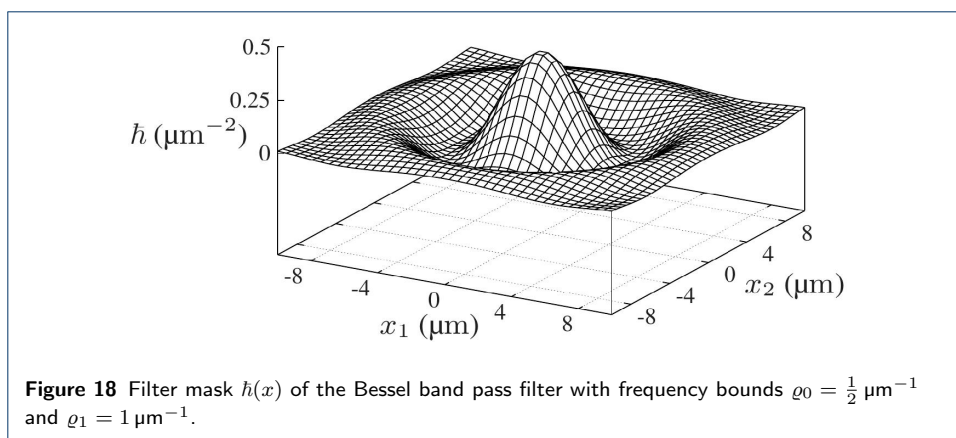 0.5
0.25
ℏ (µm⁻²)
0
-8
-4
0
4
8
x₁ (µm)
-8
-4
0
4
8
x₂ (µm)
Figure 18 Filter mask ℏ(x) of the Bessel band pass filter with frequency bounds ϱ₀ = ½ µm⁻¹
and ϱ₁ = 1 µm⁻¹.